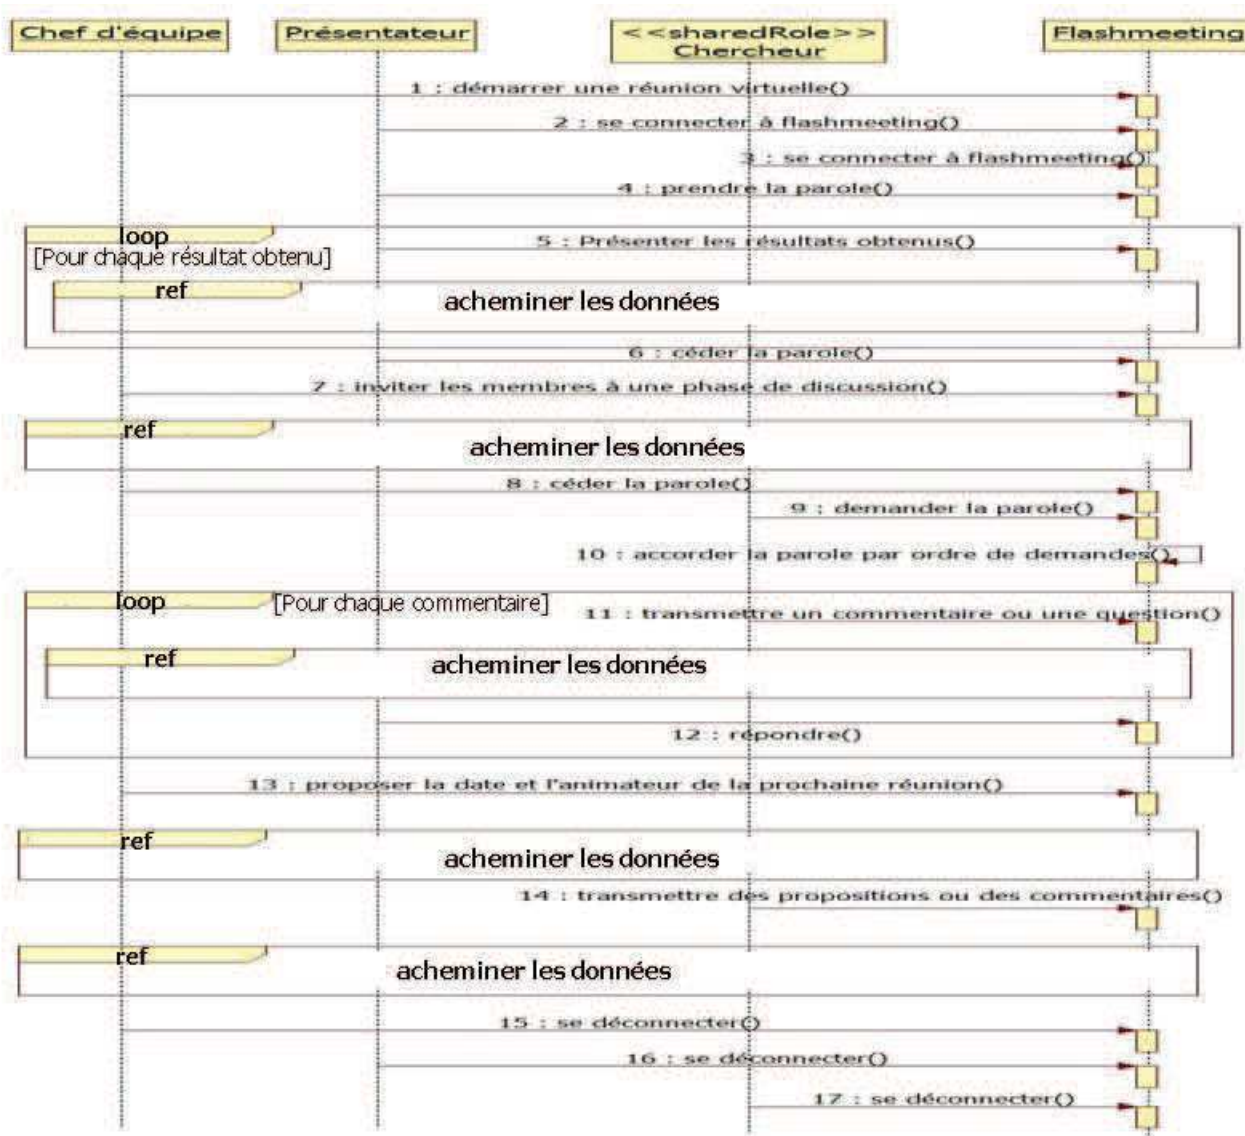 Chef d'équipe
Présentateur
<<sharedRole>>
Chercheur
Flashmeeting
1 : démarrer une réunion virtuelle()
2 : se connecter à flashmeeting()
3 : se connecter à flashmeeting()
4 : prendre la parole()
loop
[Pour chaque résultat obtenu]
5 : Présenter les résultats obtenus()
ref
acheminer les données
6 : céder la parole()
7 : inviter les membres à une phase de discussion()
ref
acheminer les données
8 : céder la parole()
9 : demander la parole()
10 : accorder la parole par ordre de demandes()
loop
[Pour chaque commentaire]
11 : transmettre un commentaire ou une question()
ref
acheminer les données
12 : répondre()
13 : proposer la date et l'animateur de la prochaine réunion()
ref
acheminer les données
14 : transmettre des propositions ou des commentaires()
ref
acheminer les données
15 : se déconnecter()
16 : se déconnecter()
17 : se déconnecter()